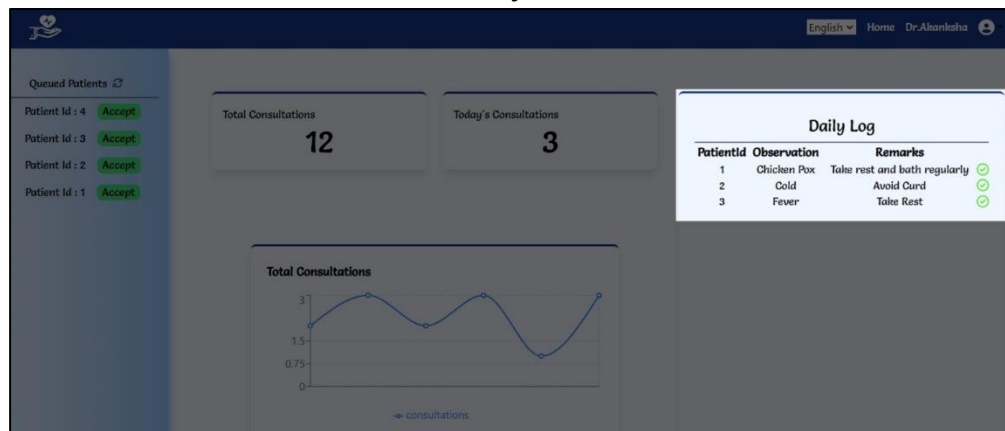 English Home Dr.Akanksha
Queued Patients
Patient Id : 4 Accept
Patient Id : 3 Accept
Patient Id : 2 Accept
Patient Id : 1 Accept
Total Consultations
12
Today's Consultations
3
Daily Log
PatientId Observation Remarks
1 Chicken Pox Take rest and bath regularly
2 Cold Avoid Curd
3 Fever Take Rest
Total Consultations
3
1.5
0.75
0
consultations